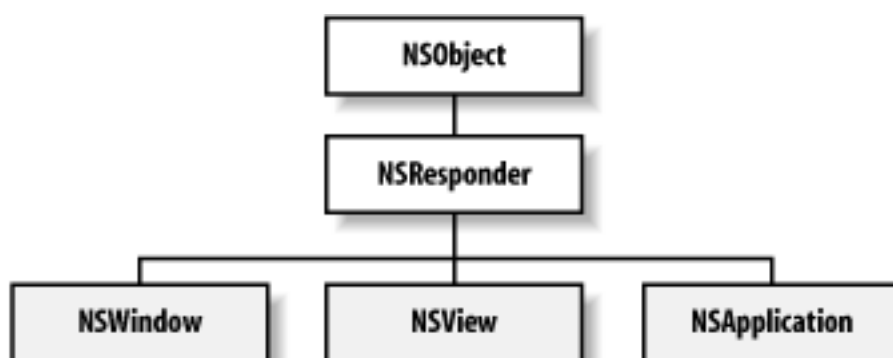 NSObject
NSResponder
NSWindow
NSView
NSApplication